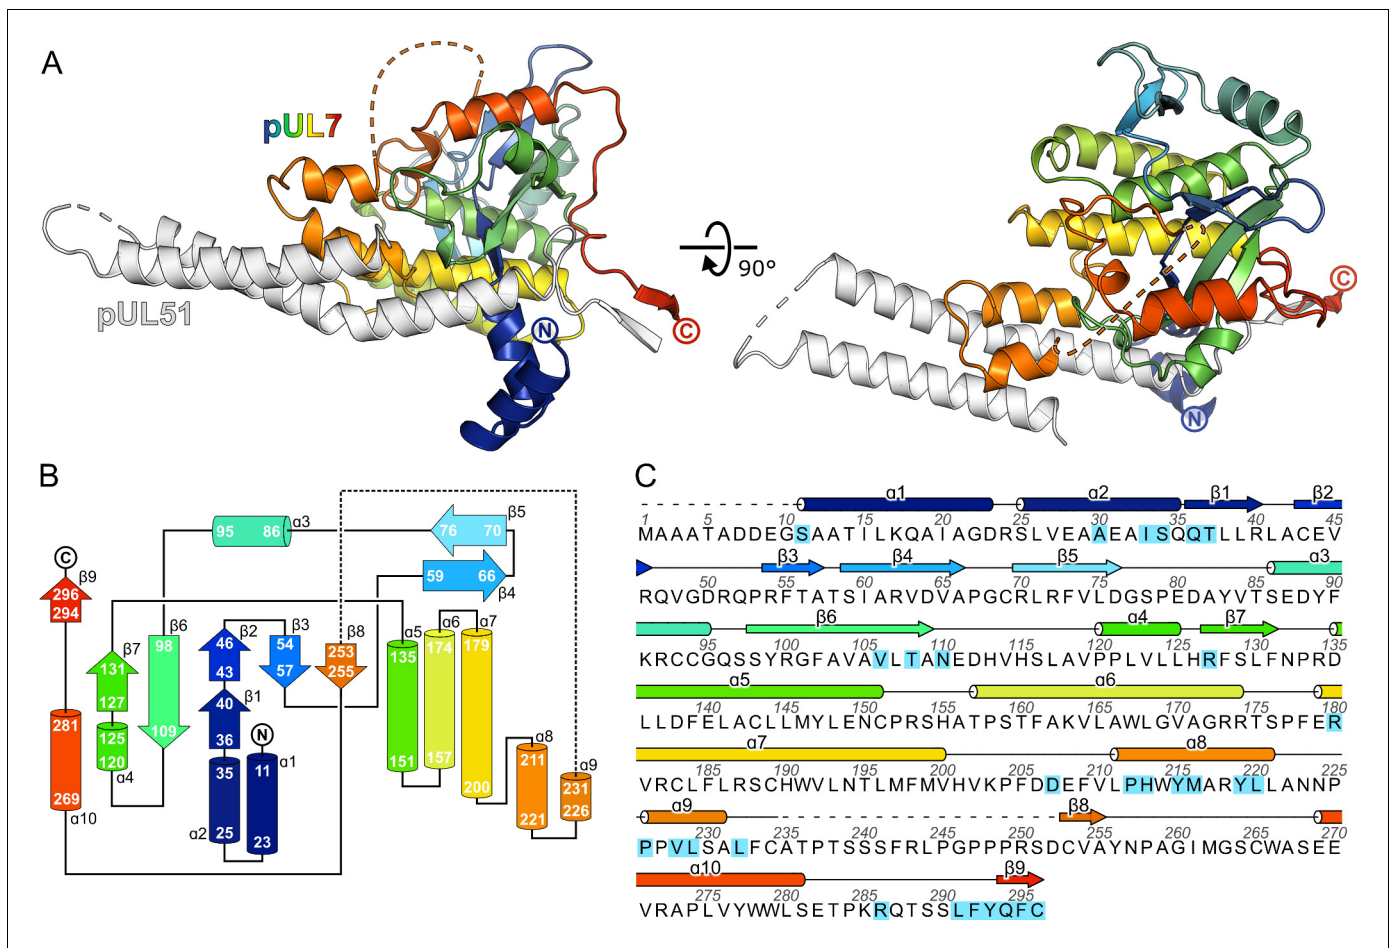 A
pUL7
pUL51
N
C
90°
C
N
B
95 86 α3
76 70 β5
59 66 β4
C
β9
296
294
β7
131
127
β6
98
109
β2
46
43
β3
54
57
β8
253
255
α5
135
151
α6
174
157
α7
179
200
β1
40
36
N
11
23
α1
35
25
α2
125
120
α4
281
269
α10
α8
211
221
α9
231
226
C
α1 α2 β1 β2
1 5 10 15 20 25 30 35 40 45
MAAATADDEGSAATILKQAIAGDRSLVEAAEAISQQTLLRLACEV
β3 β4 β5 α3
50 55 60 65 70 75 80 85 90
RQVGDRQPRFTATSIARVDVAPGCRLRFVLDGSPEDAYVTSEDYF
β6 α4 β7
95 100 105 110 115 120 125 130 135
KRCCGQSSYRGFAVAVLTANEDHVHSLAVPPLVLLHRFSLFNPRD
α5 α6
140 145 150 155 160 165 170 175 180
LLDFELACLLMYLENCPRSHATPSTFAKVLAWLGVAGRRTSPFER
α7 α8
185 190 195 200 205 210 215 220 225
VRCLFLRSCHWVLNTLMFMVHVKPFDDEFVLPHWYMARYLLANNP
α9 β8
230 235 240 245 250 255 260 265 270
PPVLSALFCATPTSSSFRLPGPPPRSDCVAYNPAGIMGSCWASEE
α10 β9
275 280 285 290 295
VRAPLVYWWLSETPKRQTSSLFYQFC